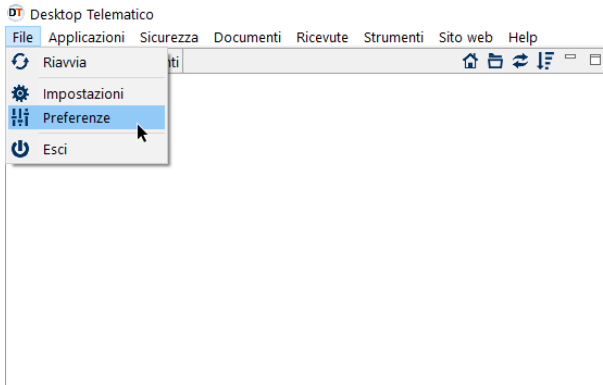 DT Desktop Telematico
File Applicazioni Sicurezza Documenti Ricevute Strumenti Sito web Help
Riavvia
Impostazioni
Preferenze
Esci